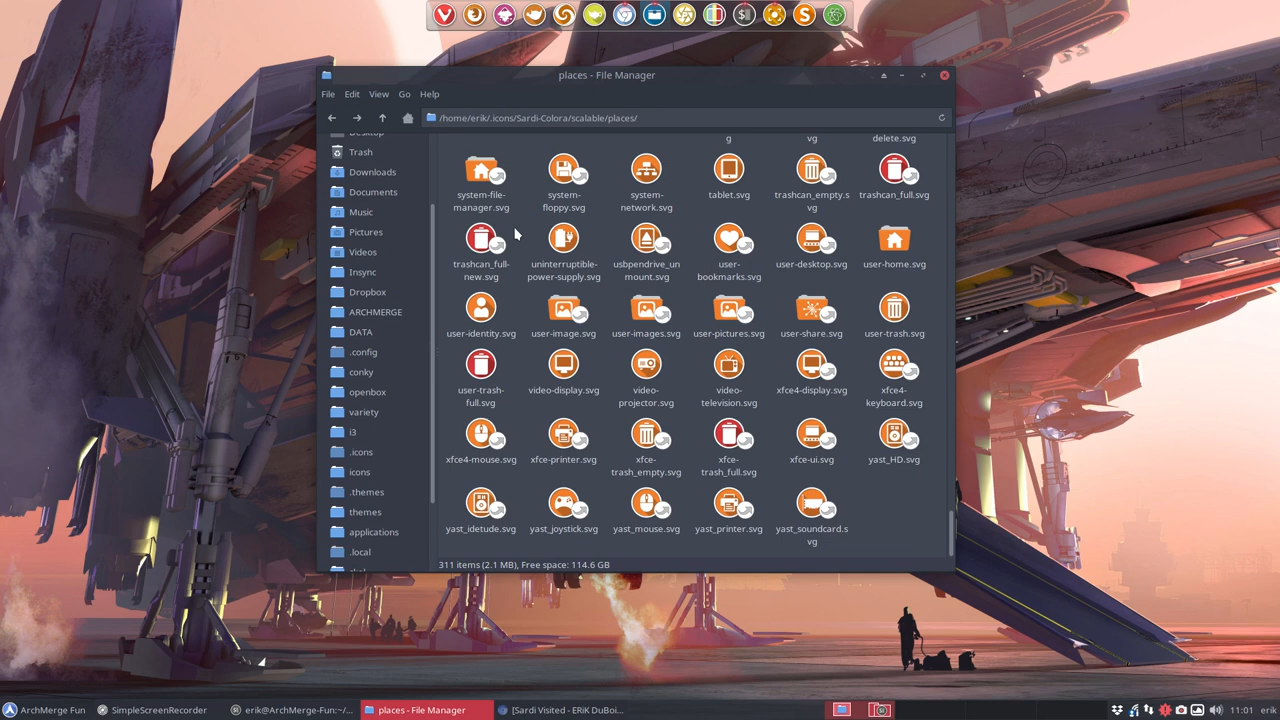 places - File Manager
File Edit View Go Help
/home/erik/.icons/Sardi-Colora/scalable/places/
Desktop
Trash
Downloads
Documents
Music
Pictures
Videos
Insync
Dropbox
ARCHMERGE
DATA
.config
conky
openbox
variety
i3
.icons
icons
.themes
themes
applications
.local
g vg delete.svg
system-file- system- system- tablet.svg trashcan_empty.s trashcan_full.svg
manager.svg floppy.svg network.svg vg
trashcan_full- uninterruptible- usbpendrive_un user- user-desktop.svg user-home.svg
new.svg power-supply.svg mount.svg bookmarks.svg
user-identity.svg user-image.svg user-images.svg user-pictures.svg user-share.svg user-trash.svg
user-trash- video-display.svg video- video- xfce4-display.svg xfce4-
full.svg projector.svg television.svg keyboard.svg
xfce4-mouse.svg xfce-printer.svg xfce- xfce- xfce-ui.svg yast_HD.svg
trash_empty.svg trash_full.svg
yast_idetude.svg yast_joystick.svg yast_mouse.svg yast_printer.svg yast_soundcard.s
vg
311 items (2.1 MB), Free space: 114.6 GB
ArchMerge Fun SimpleScreenRecorder erik@ArchMerge-Fun:~/... places - File Manager [Sardi Visited - ERiK DuBoi... 11:01 erik